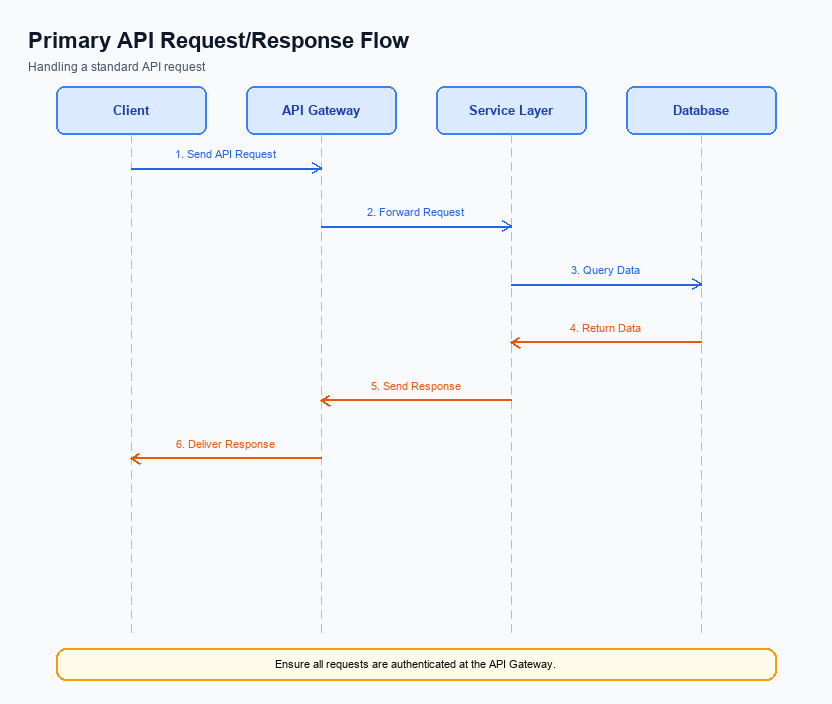 Primary API Request/Response Flow
Handling a standard API request
Client
API Gateway
Service Layer
Database
1. Send API Request
2. Forward Request
3. Query Data
4. Return Data
5. Send Response
6. Deliver Response
Ensure all requests are authenticated at the API Gateway.